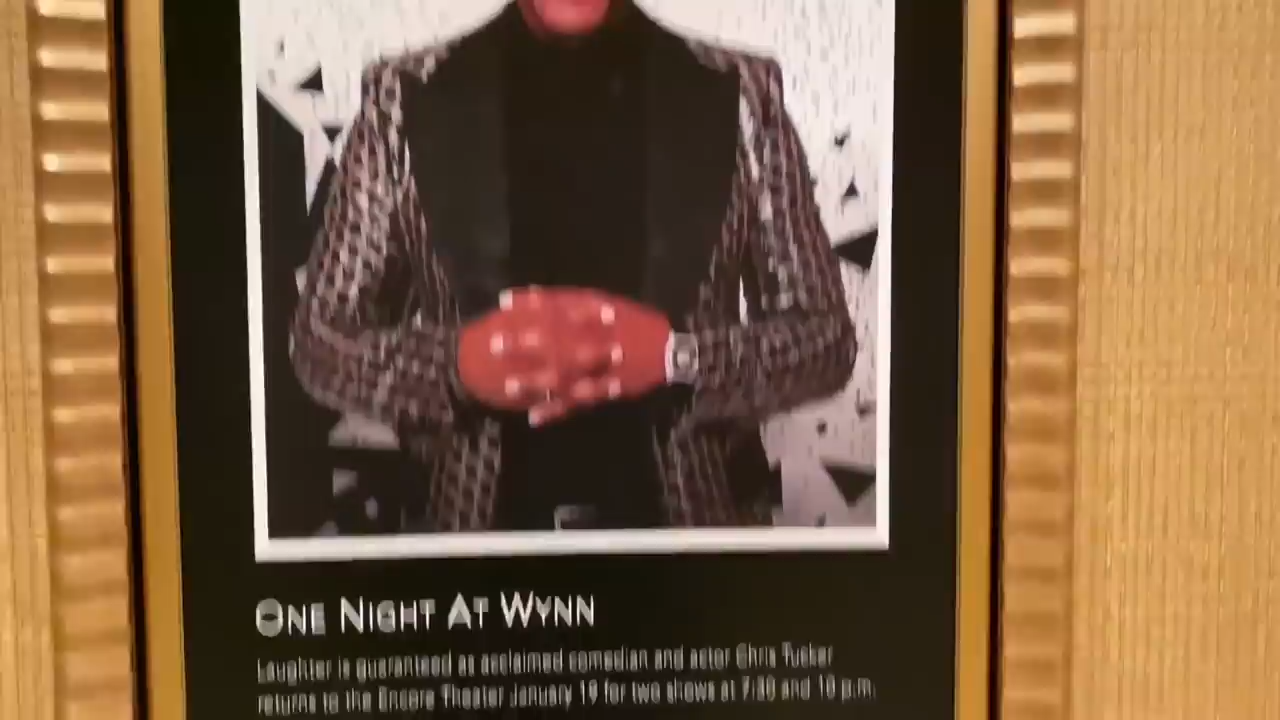 ONE NIGHT AT WYNN
Laughter is guaranteed as acclaimed comedian and actor Chris Tucker
returns to the Encore Theater January 19 for two shows at 7:30 and 10 p.m.